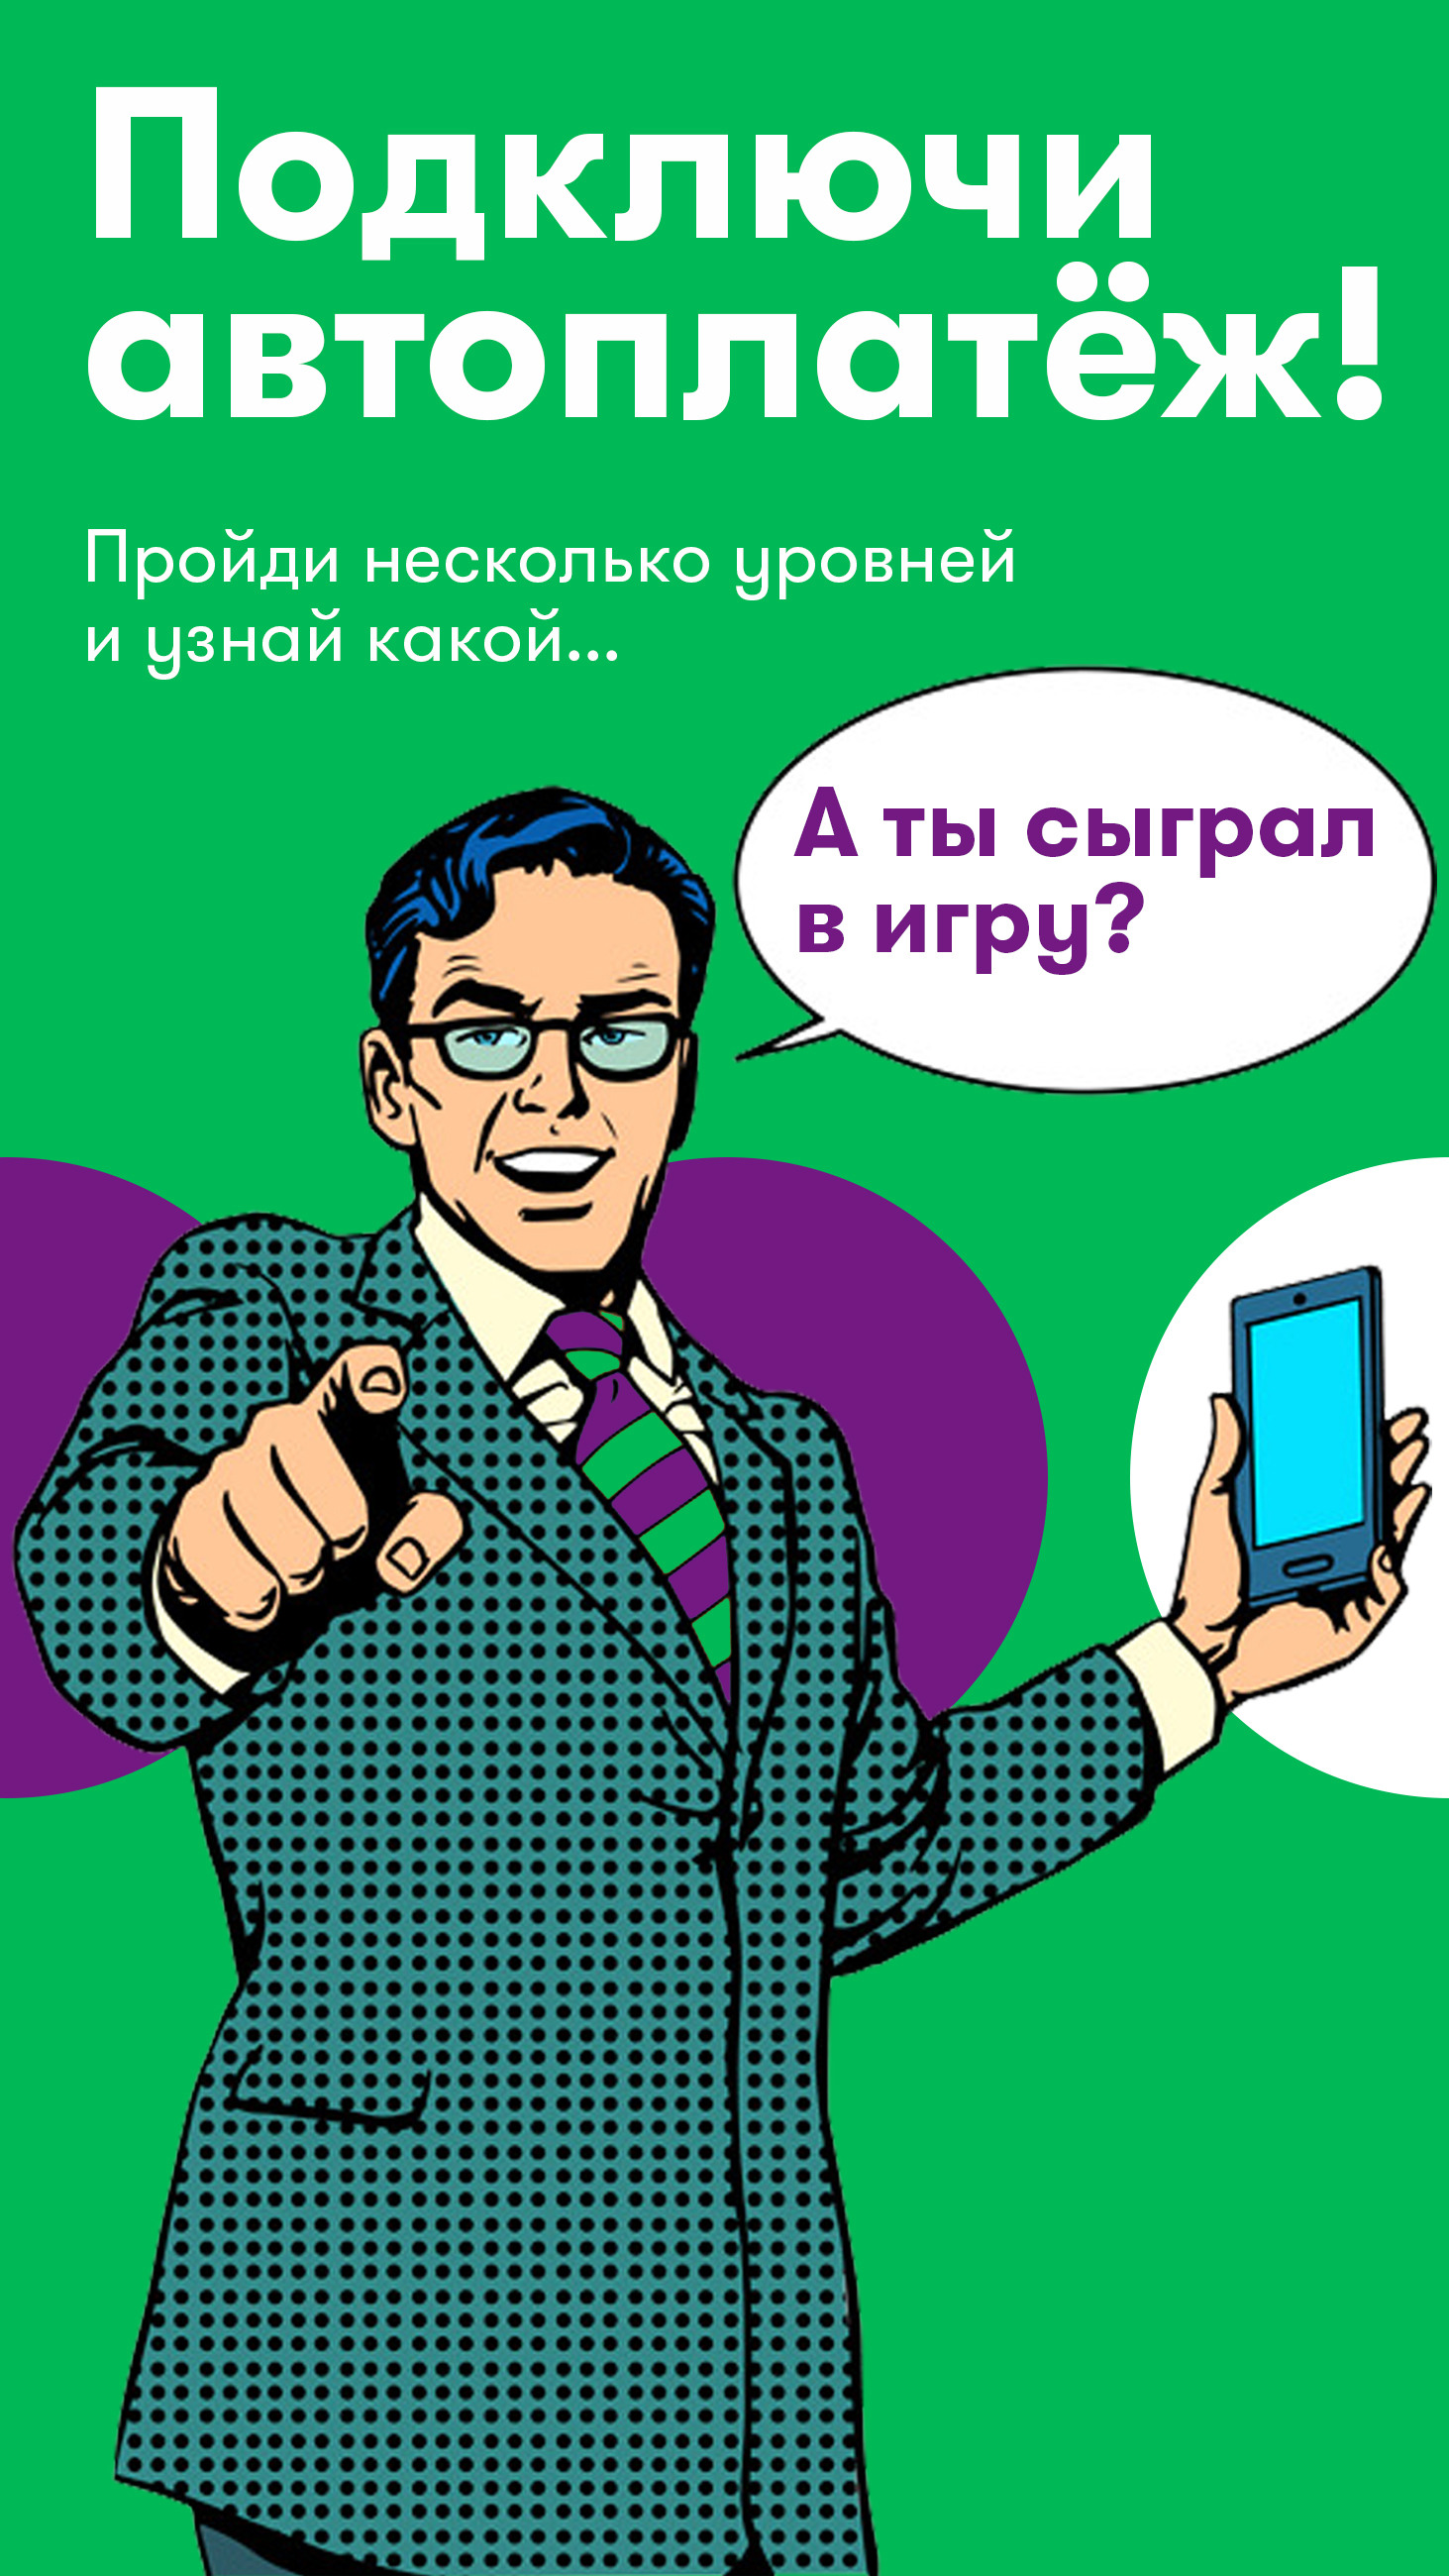 Подключи
автоплатёж!
Пройди несколько уровней
и узнай какой...
А ты сыграл
в игру?